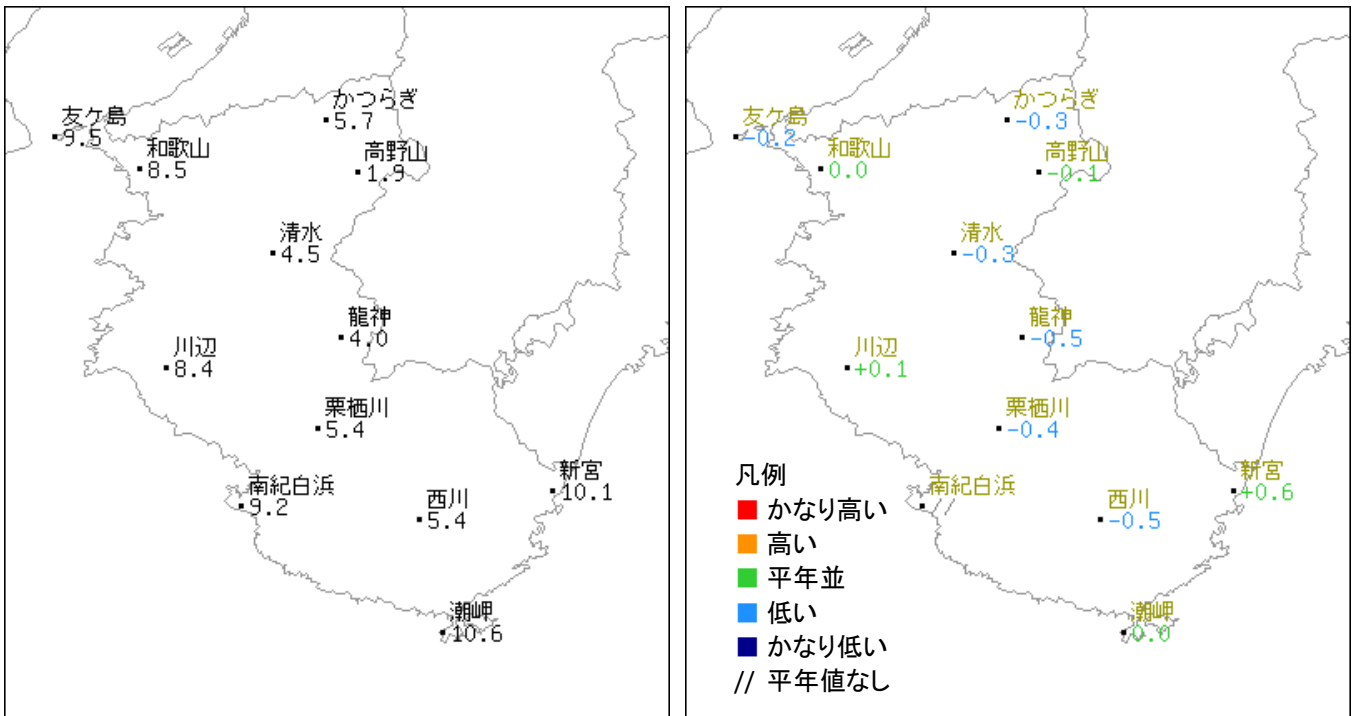 友ケ島
9.5
和歌山
8.5
かつらぎ
5.7
高野山
1.9
清水
4.5
龍神
4.0
川辺
8.4
栗栖川
5.4
南紀白浜
9.2
西川
5.4
新宮
10.1
潮岬
10.6
友ケ島
-0.2
和歌山
0.0
かつらぎ
-0.3
高野山
-0.1
清水
-0.3
龍神
-0.5
川辺
+0.1
栗栖川
-0.4
南紀白浜
//
西川
-0.5
新宮
+0.6
潮岬
0.0
凡例
かなり高い
高い
平年並
低い
かなり低い
// 平年値なし